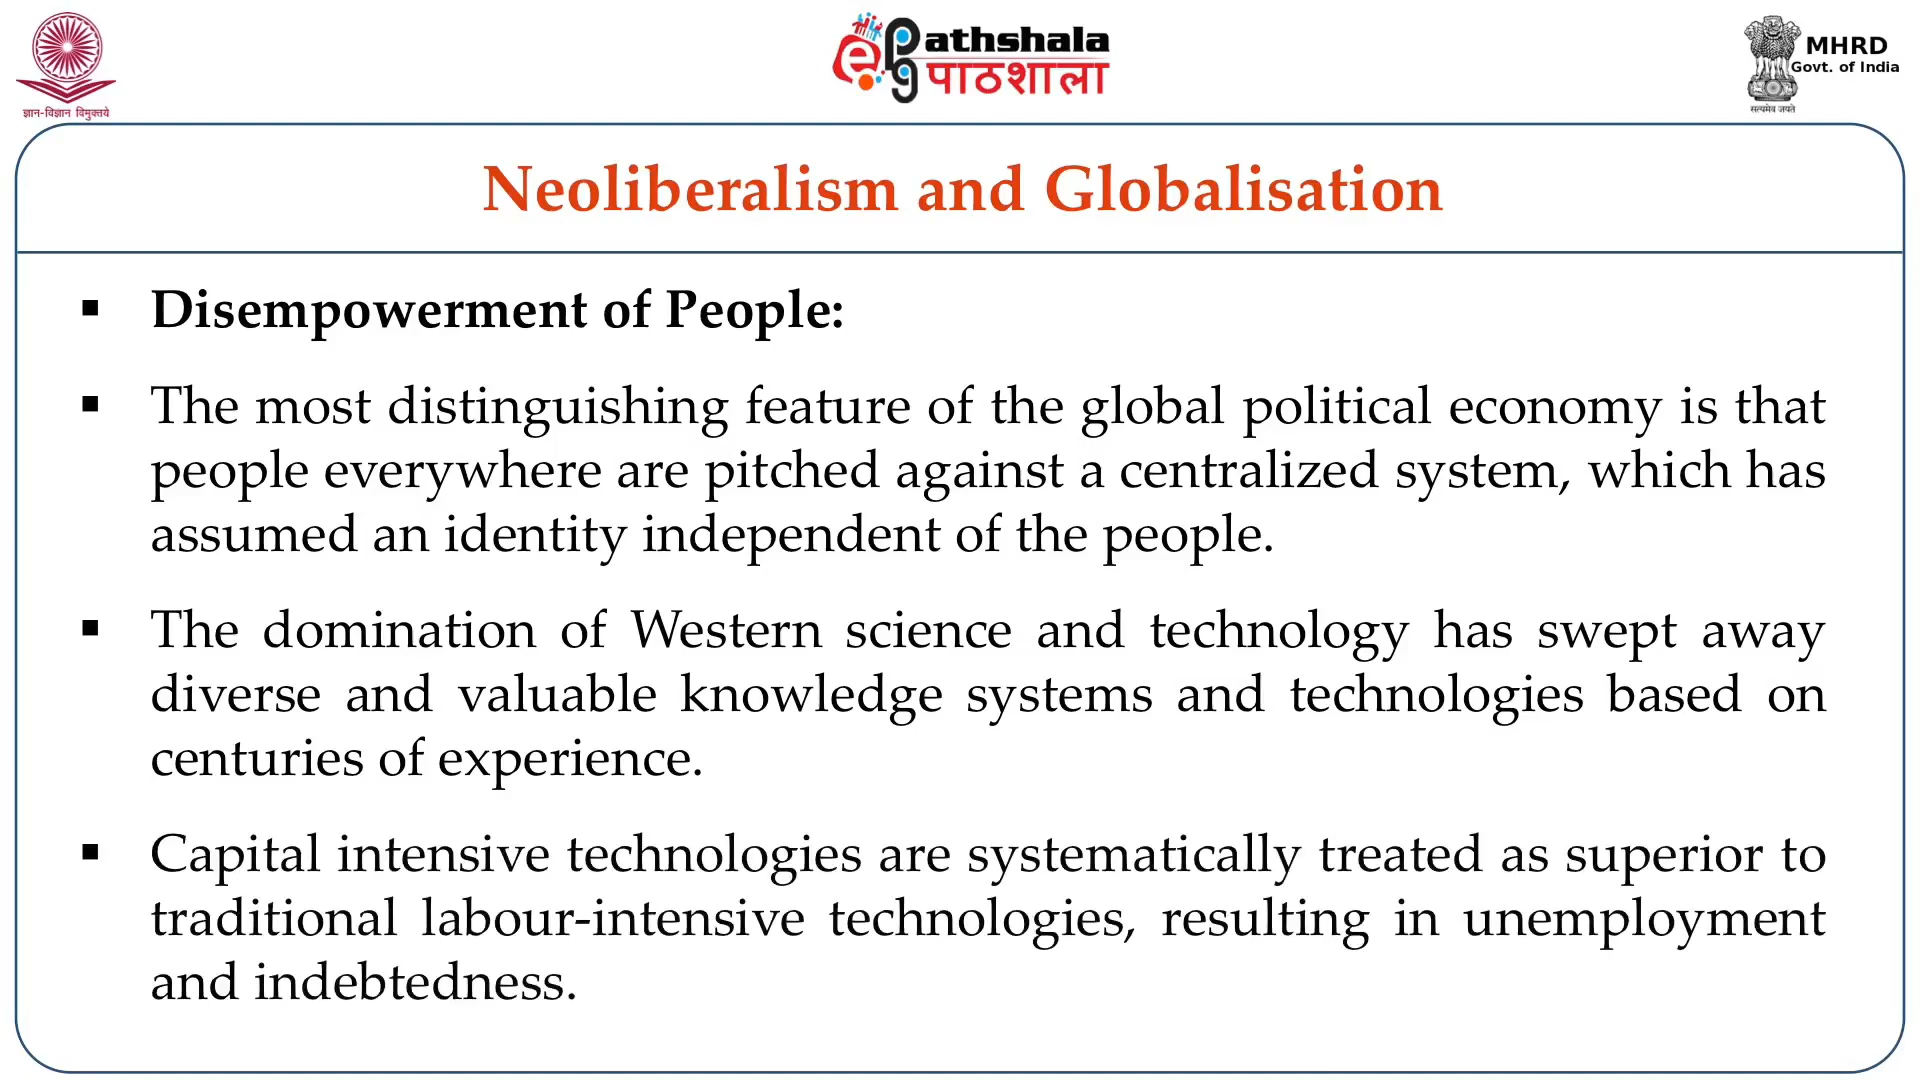 ज्ञान-विज्ञान विमुक्तये
e PG Pathshala
पाठशाला
MHRD
Govt. of India
सत्यमेव जयते
Neoliberalism and Globalisation
▪ Disempowerment of People:
▪ The most distinguishing feature of the global political economy is that
people everywhere are pitched against a centralized system, which has
assumed an identity independent of the people.
▪ The domination of Western science and technology has swept away
diverse and valuable knowledge systems and technologies based on
centuries of experience.
▪ Capital intensive technologies are systematically treated as superior to
traditional labour-intensive technologies, resulting in unemployment
and indebtedness.